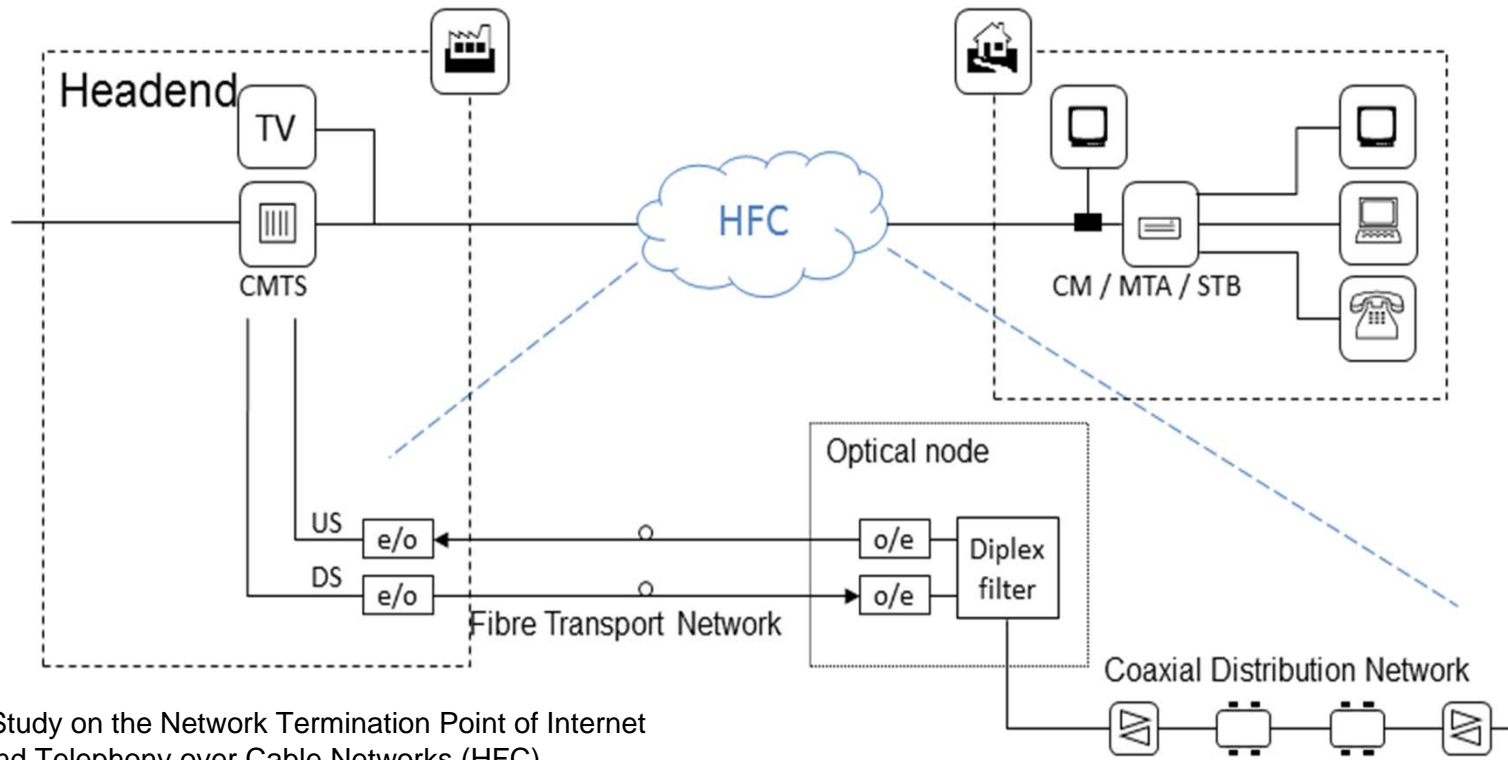 Headend
TV
HFC
CMTS
CM / MTA / STB
Optical node
US
e/o
o/e
Diplex
filter
DS
e/o
o/e
Fibre Transport Network
Coaxial Distribution Network
Study on the Network Termination Point of Internet
nd Telephony over Cable Networks (HFC)